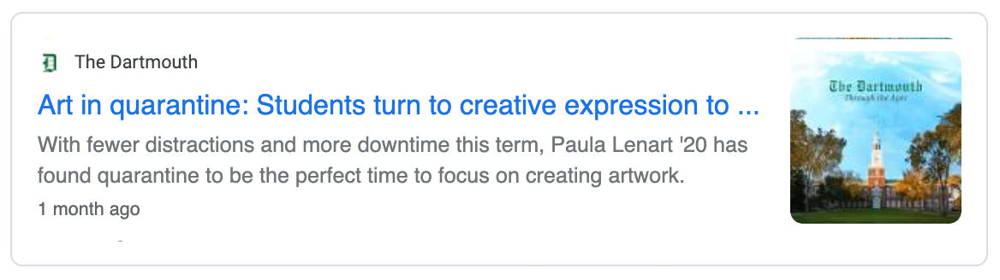 The Dartmouth
Art in quarantine: Students turn to creative expression to ...
With fewer distractions and more downtime this term, Paula Lenart '20 has
found quarantine to be the perfect time to focus on creating artwork.
1 month ago
The Dartmouth
Through the Ages